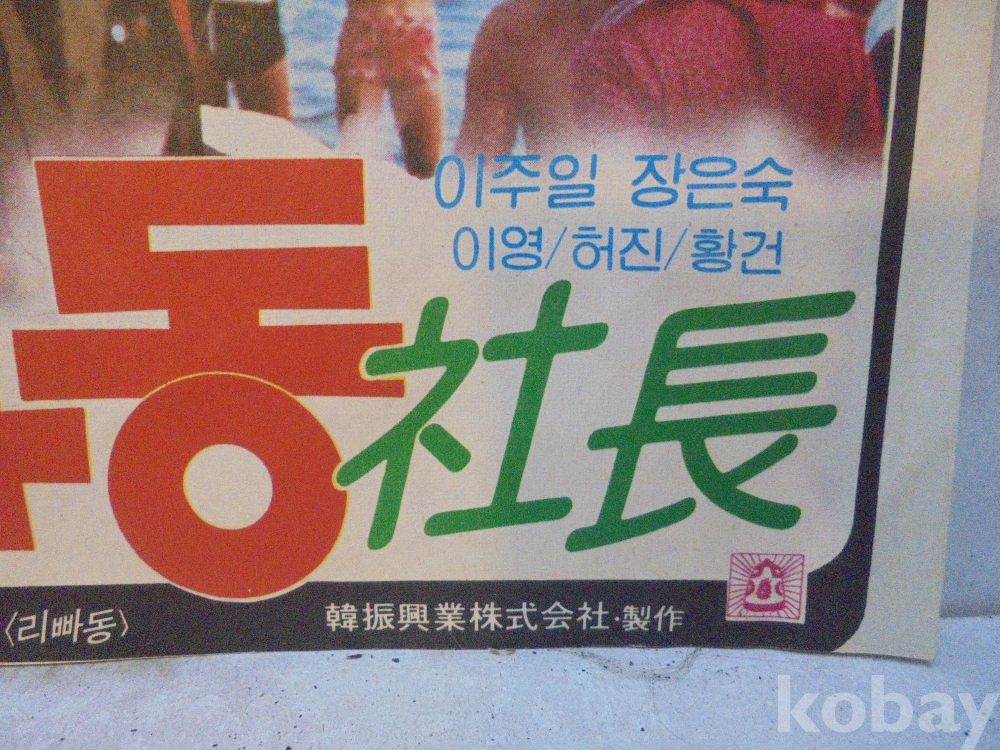 이주일 장은숙
이영/허진/황건
동社長
〈리빠동〉
韓振興業株式会社·製作
kobay